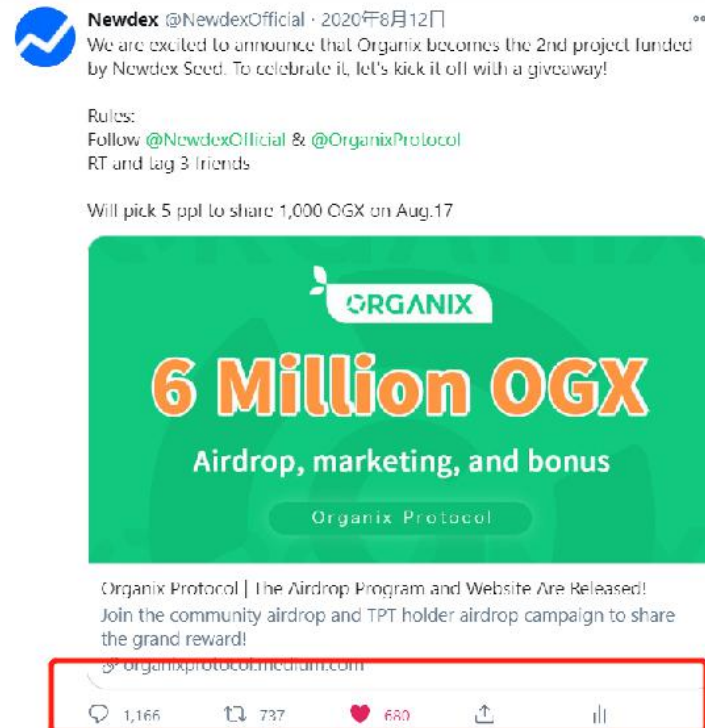 Newdex @NewdexOfficial · 2020年8月12日
We are excited to announce that Organix becomes the 2nd project funded
by Newdex Seed. To celebrate it, let's kick it off with a giveaway!
Rules:
Follow @NewdexOfficial & @OrganixProtocol
RT and tag 3 friends
Will pick 5 ppl to share 1,000 OGX on Aug.17
ORGANIX
6 Million OGX
Airdrop, marketing, and bonus
Organix Protocol
Organix Protocol | The Airdrop Program and Website Are Released!
Join the community airdrop and TPT holder airdrop campaign to share
the grand reward!
organixprotocol.medium.com
1,166 737 680